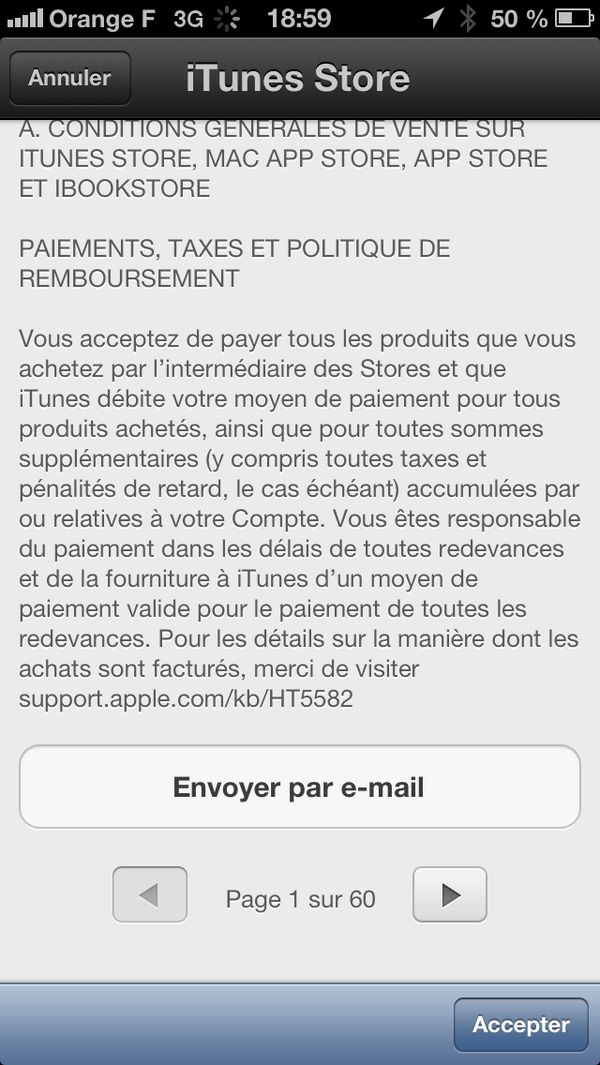 Orange F 3G 18:59 50 %
Annuler iTunes Store
A. CONDITIONS GENERALES DE VENTE SUR
ITUNES STORE, MAC APP STORE, APP STORE
ET IBOOKSTORE
PAIEMENTS, TAXES ET POLITIQUE DE
REMBOURSEMENT
Vous acceptez de payer tous les produits que vous
achetez par l’intermédiaire des Stores et que
iTunes débite votre moyen de paiement pour tous
produits achetés, ainsi que pour toutes sommes
supplémentaires (y compris toutes taxes et
pénalités de retard, le cas échéant) accumulées par
ou relatives à votre Compte. Vous êtes responsable
du paiement dans les délais de toutes redevances
et de la fourniture à iTunes d’un moyen de
paiement valide pour le paiement de toutes les
redevances. Pour les détails sur la manière dont les
achats sont facturés, merci de visiter
support.apple.com/kb/HT5582
Envoyer par e-mail
Page 1 sur 60
Accepter